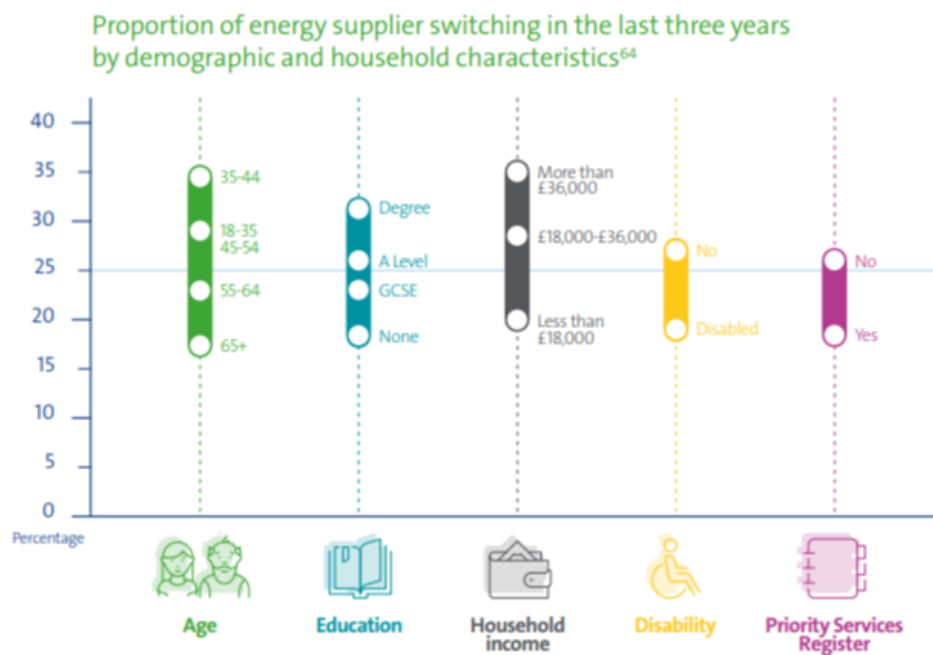 Proportion of energy supplier switching in the last three years
by demographic and household characteristics⁶⁴
40
35
30
25
20
15
10
5
0
Percentage
35-44
18-35
45-54
55-64
65+
Degree
A Level
GCSE
None
More than
£36,000
£18,000-£36,000
Less than
£18,000
No
Disabled
No
Yes
Age
Education
Household
income
Disability
Priority Services
Register